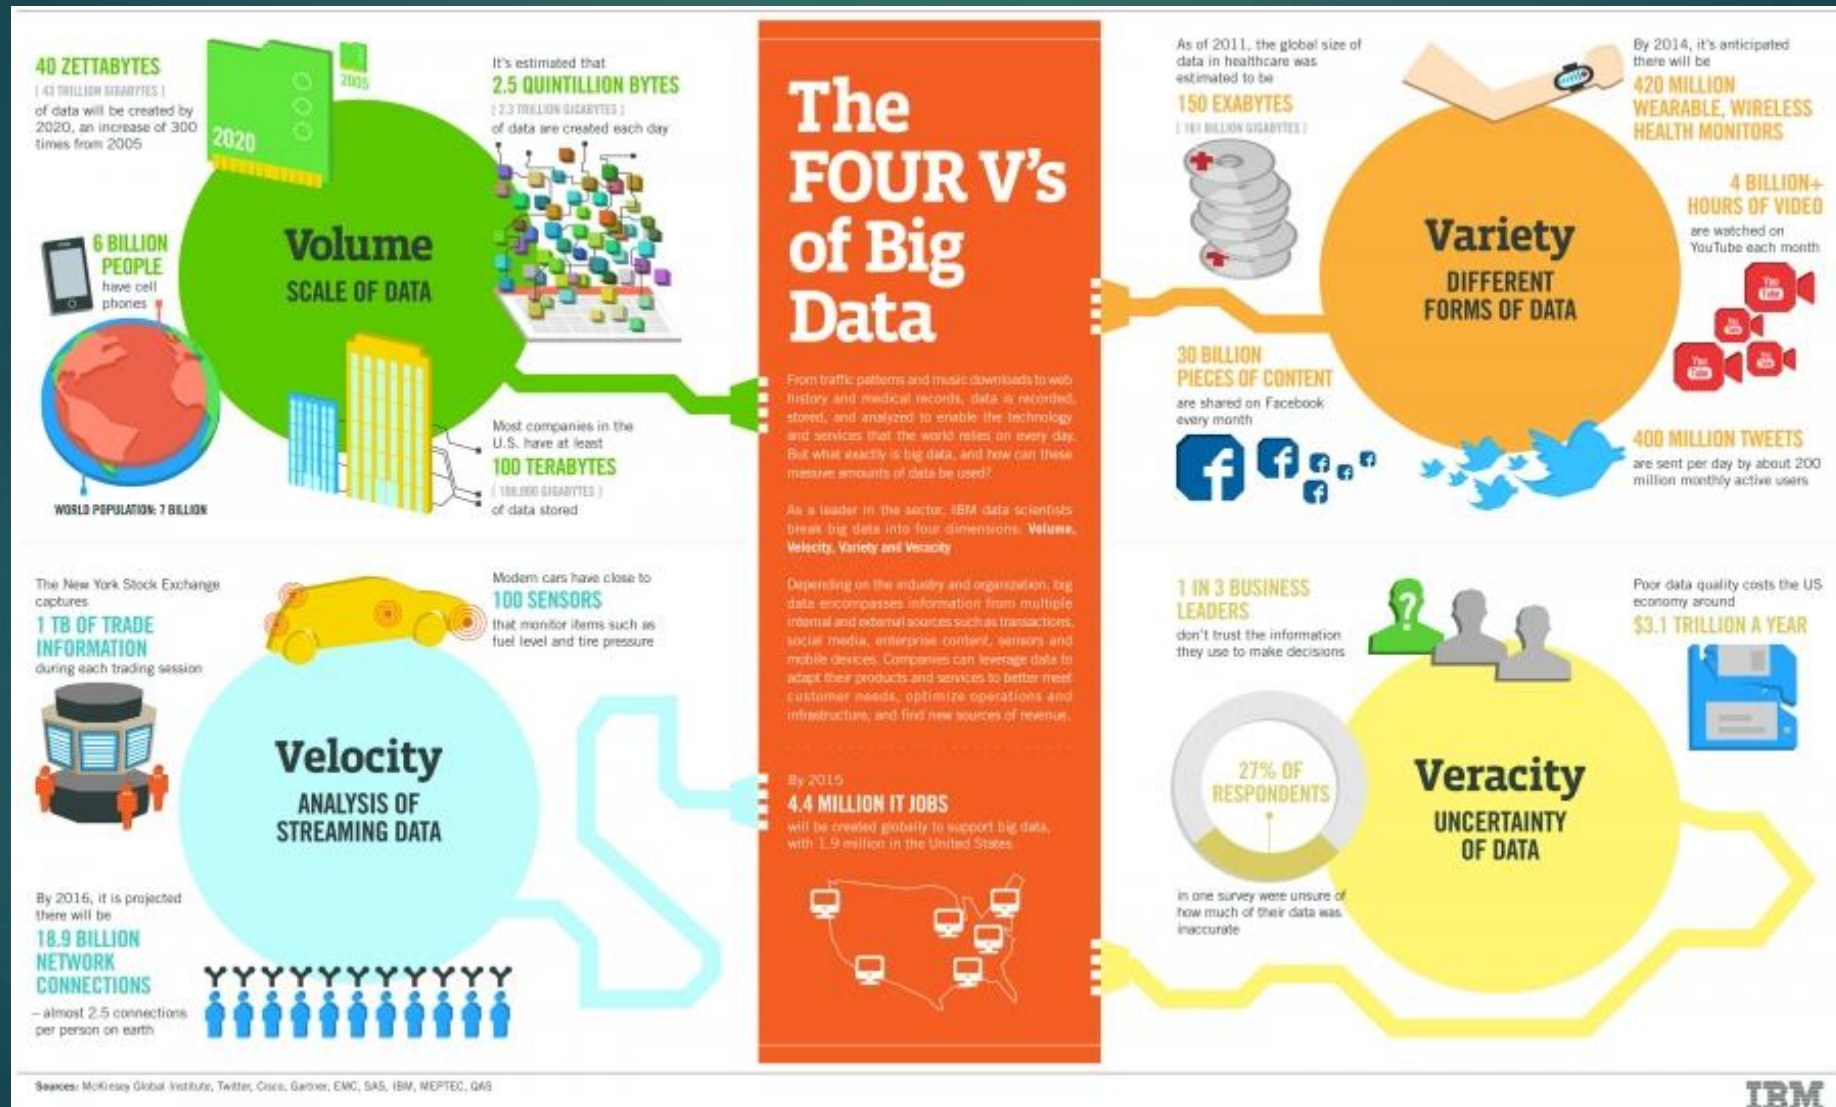 40 ZETTABYTES
[ 43 TRILLION GIGABYTES ]
of data will be created by
2020, an increase of 300
times from 2005
2020
2005
It's estimated that
2.5 QUINTILLION BYTES
[ 2.3 TRILLION GIGABYTES ]
of data are created each day
6 BILLION
PEOPLE
have cell
phones
WORLD POPULATION: 7 BILLION
Volume
SCALE OF DATA
Most companies in the
U.S. have at least
100 TERABYTES
[ 100,000 GIGABYTES ]
of data stored
The New York Stock Exchange
captures
1 TB OF TRADE
INFORMATION
during each trading session
Modern cars have close to
100 SENSORS
that monitor items such as
fuel level and tire pressure
Velocity
ANALYSIS OF
STREAMING DATA
By 2016, it is projected
there will be
18.9 BILLION
NETWORK
CONNECTIONS
– almost 2.5 connections
per person on earth
The
FOUR V's
of Big
Data
From traffic patterns and music downloads to web
history and medical records, data is recorded,
stored, and analyzed to enable the technology
and services that the world relies on every day.
But what exactly is big data, and how can these
massive amounts of data be used?
As a leader in the sector, IBM data scientists
break big data into four dimensions: Volume,
Velocity, Variety and Veracity
Depending on the industry and organization, big
data encompasses information from multiple
internal and external sources such as transactions,
social media, enterprise content, sensors and
mobile devices. Companies can leverage data to
adapt their products and services to better meet
customer needs, optimize operations and
infrastructure, and find new sources of revenue.
By 2015
4.4 MILLION IT JOBS
will be created globally to support big data,
with 1.9 million in the United States
As of 2011, the global size of
data in healthcare was
estimated to be
150 EXABYTES
[ 161 BILLION GIGABYTES ]
By 2014, it's anticipated
there will be
420 MILLION
WEARABLE, WIRELESS
HEALTH MONITORS
4 BILLION+
HOURS OF VIDEO
are watched on
YouTube each month
You
Tube
You
Tube
You
Tube
You
Tube
Variety
DIFFERENT
FORMS OF DATA
30 BILLION
PIECES OF CONTENT
are shared on Facebook
every month
400 MILLION TWEETS
are sent per day by about 200
million monthly active users
1 IN 3 BUSINESS
LEADERS
don't trust the information
they use to make decisions
?
Poor data quality costs the US
economy around
$3.1 TRILLION A YEAR
27% OF
RESPONDENTS
in one survey were unsure of
how much of their data was
inaccurate
Veracity
UNCERTAINTY
OF DATA
Sources: McKinsey Global Institute, Twitter, Cisco, Gartner, EMC, SAS, IBM, MEPTEC, QAS
IBM